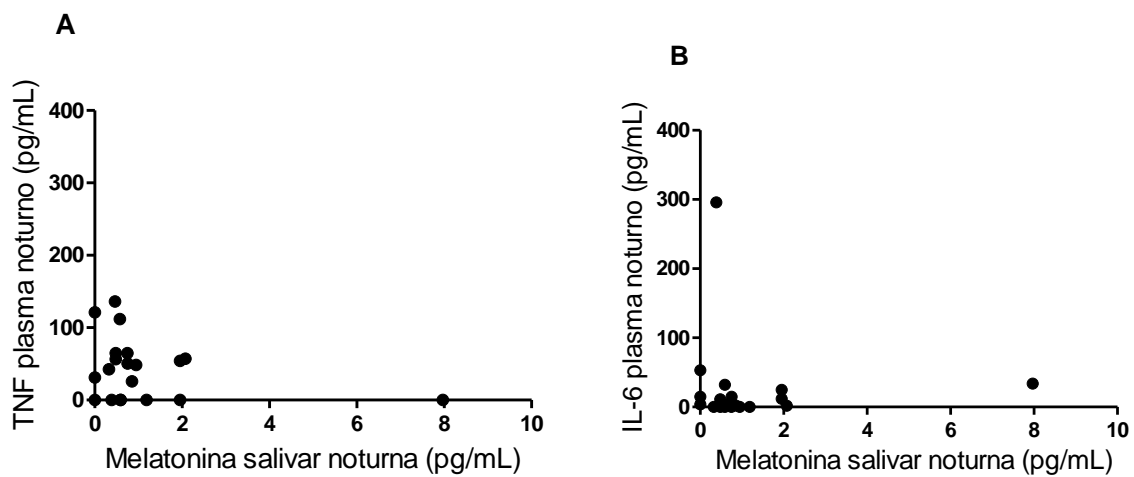 A
TNF plasma noturno (pg/mL)
400
300
200
100
0
0 2 4 6 8 10
Melatonina salivar noturna (pg/mL)
B
IL-6 plasma noturno (pg/mL)
400
300
200
100
0
0 2 4 6 8 10
Melatonina salivar noturna (pg/mL)